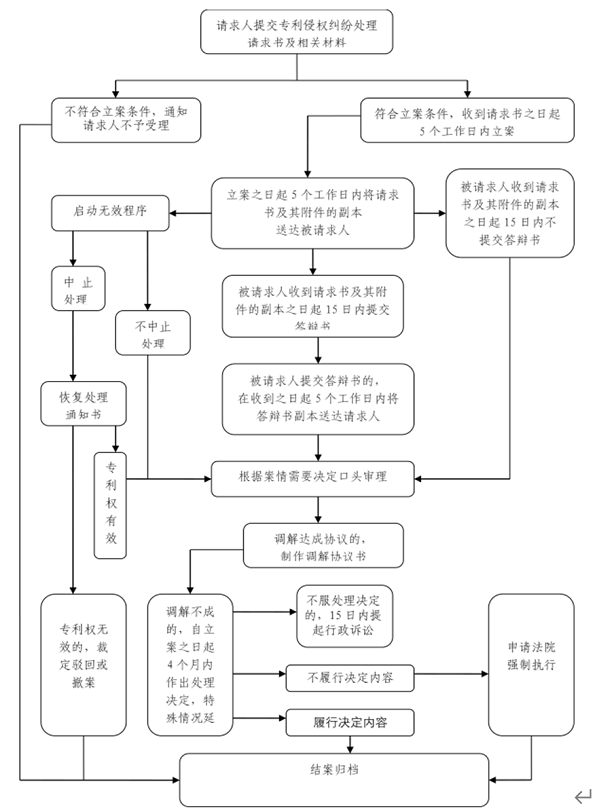 请求人提交专利侵权纠纷处理
请求书及相关材料
不符合立案条件，通知
请求人不予受理
符合立案条件，收到请求书之日起
5个工作日内立案
启动无效程序
立案之日起5个工作日内将请求
书及其附件的副本
送达被请求人
被请求人收到请求
书及其附件的副本
之日起15日内不
提交答辩书
中 止
处理
不中止
处理
被请求人收到请求书及其附
件的副本之日起15日内提交
答辩书
恢复处理
通知书
被请求人提交答辩书的，
在收到之日起5个工作日内将
答辩书副本送达请求人
专
利
权
有
效
根据案情需要决定口头审理
调解达成协议的，
制作调解协议书
专利权无
效的，裁
定驳回或
撤案
调解不成
的，自立
案之日起
4个月内
作出处理
决定，特
殊情况延
不服处理决定
的，15日内提
起行政诉讼
不履行决定内容
履行决定内容
申请法院
强制执行
结案归档